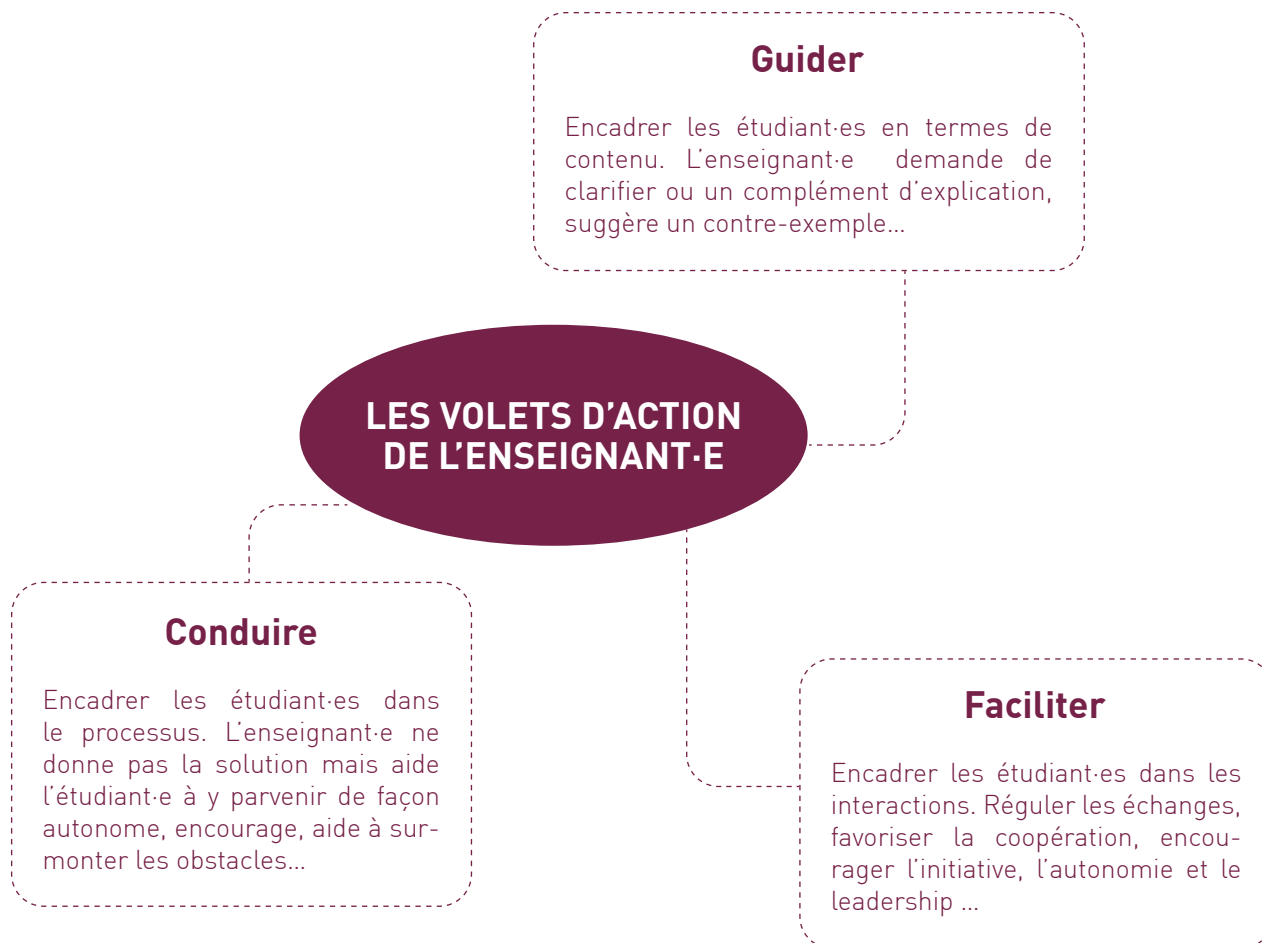 Guider
Encadrer les étudiant·es en termes de
contenu. L'enseignant·e demande de
clarifier ou un complément d'explication,
suggère un contre-exemple...
LES VOLETS D'ACTION
DE L'ENSEIGNANT·E
Conduire
Encadrer les étudiant·es dans
le processus. L'enseignant·e ne
donne pas la solution mais aide
l'étudiant·e à y parvenir de façon
autonome, encourage, aide à sur-
monter les obstacles...
Faciliter
Encadrer les étudiant·es dans les
interactions. Réguler les échanges,
favoriser la coopération, encou-
rager l'initiative, l'autonomie et le
leadership ...